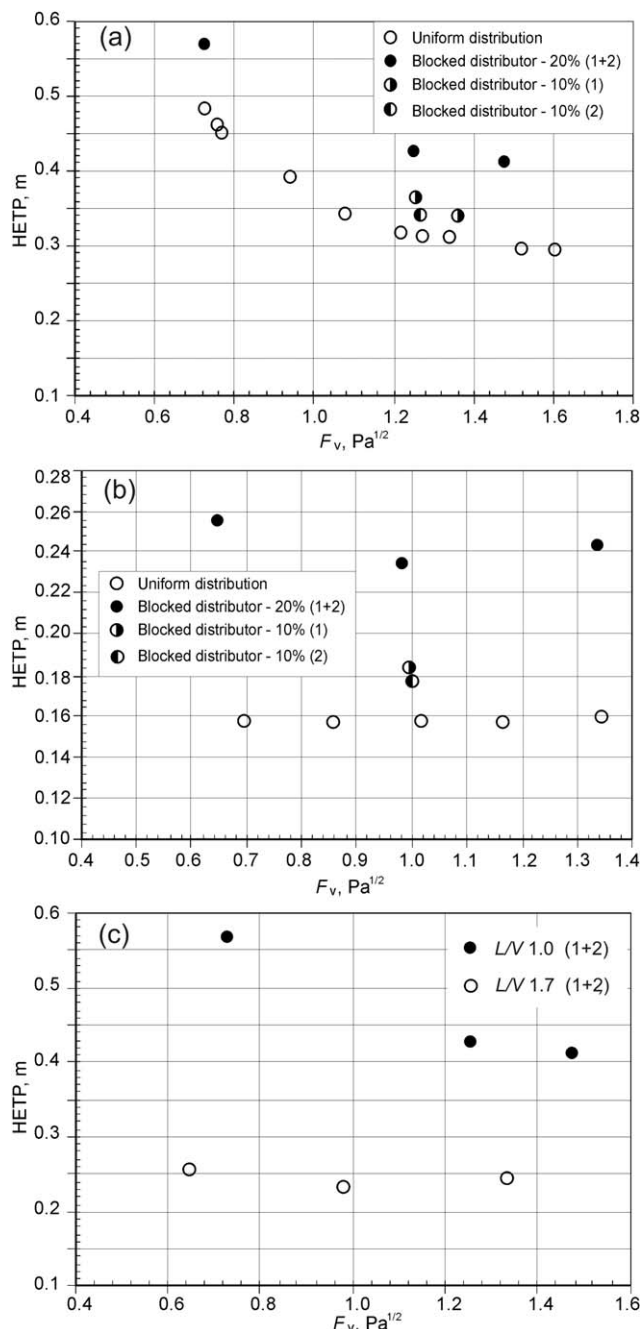 (a)
Uniform distribution
Blocked distributor - 20% (1+2)
Blocked distributor - 10% (1)
Blocked distributor - 10% (2)
0.6
0.5
0.4
0.3
0.2
0.1
HETP, m
0.4 0.6 0.8 1.0 1.2 1.4 1.6 1.8
Fv, Pa1/2
(b)
Uniform distribution
Blocked distributor - 20% (1+2)
Blocked distributor - 10% (1)
Blocked distributor - 10% (2)
0.28
0.26
0.24
0.22
0.20
0.18
0.16
0.14
0.12
0.10
HETP, m
0.4 0.5 0.6 0.7 0.8 0.9 1.0 1.1 1.2 1.3 1.4
Fv, Pa1/2
(c)
L/V 1.0 (1+2)
L/V 1.7 (1+2)
0.6
0.5
0.4
0.3
0.2
0.1
HETP, m
0.4 0.6 0.8 1.0 1.2 1.4 1.6
Fv, Pa1/2